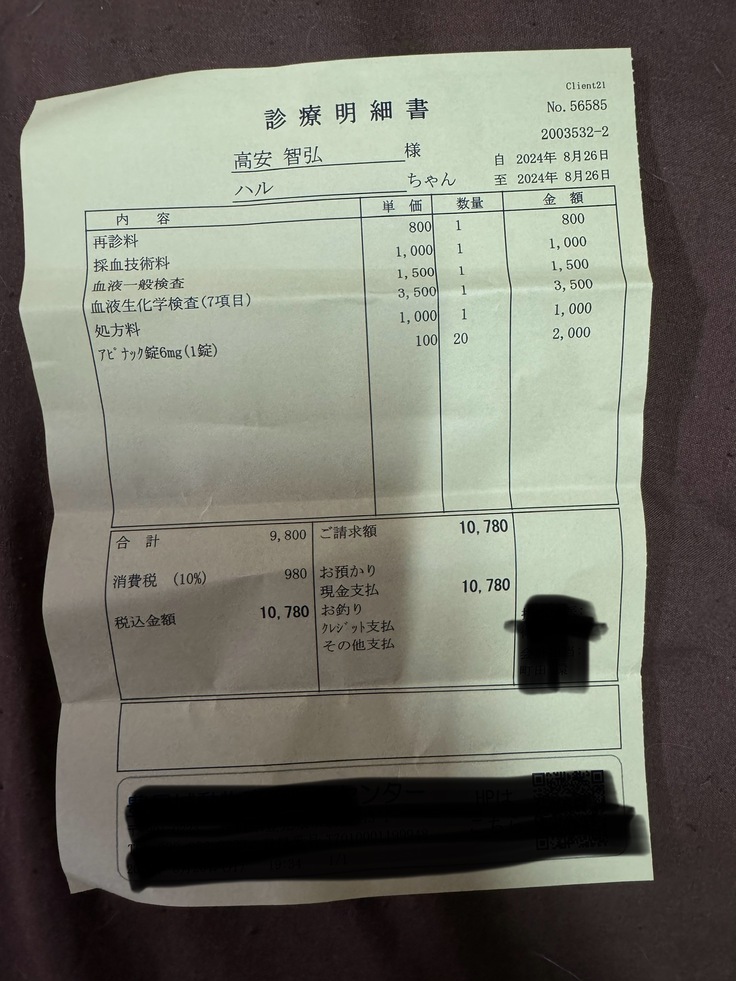 Client21
診療明細書
No.56585
2003532-2
高安 智弘 様
自 2024年 8月26日
ハル ちゃん
至 2024年 8月26日
内 容 単 価 数量 金 額
再診料 800 1 800
採血技術料 1,000 1 1,000
血液一般検査 1,500 1 1,500
血液生化学検査(7項目) 3,500 1 3,500
処方料 1,000 1 1,000
ｱﾋﾟﾅｯｸ錠6mg(1錠) 100 20 2,000
合 計 9,800 ご請求額 10,780
消費税 (10%) 980 お預かり
現金支払 10,780
税込金額 10,780 お釣り
ｸﾚｼﾞｯﾄ支払
その他支払
ンター